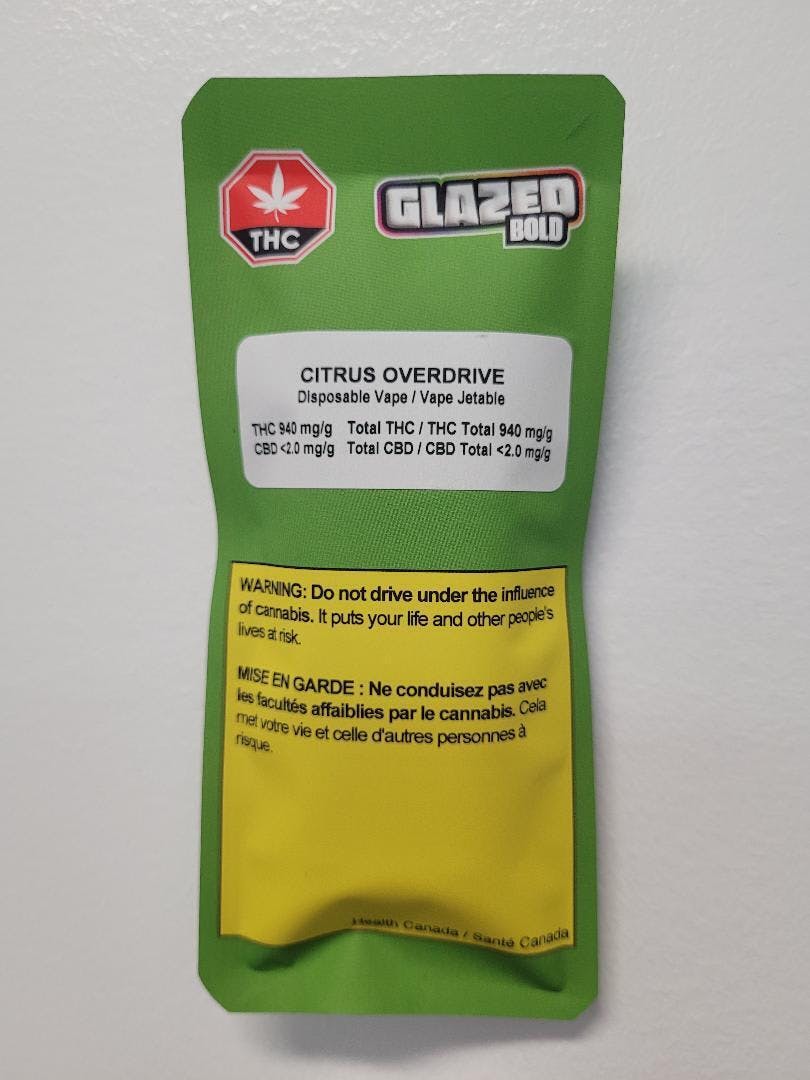 THC
GLAZED
BOLD
CITRUS OVERDRIVE
Disposable Vape / Vape Jetable
THC 940 mg/g Total THC / THC Total 940 mg/g
CBD <2.0 mg/g Total CBD / CBD Total <2.0 mg/g
WARNING: Do not drive under the influence
of cannabis. It puts your life and other people's
lives at risk.
MISE EN GARDE : Ne conduisez pas avec
les facultés affaiblies par le cannabis. Cela
met votre vie et celle d'autres personnes à
risque.
Health Canada / Santé Canada